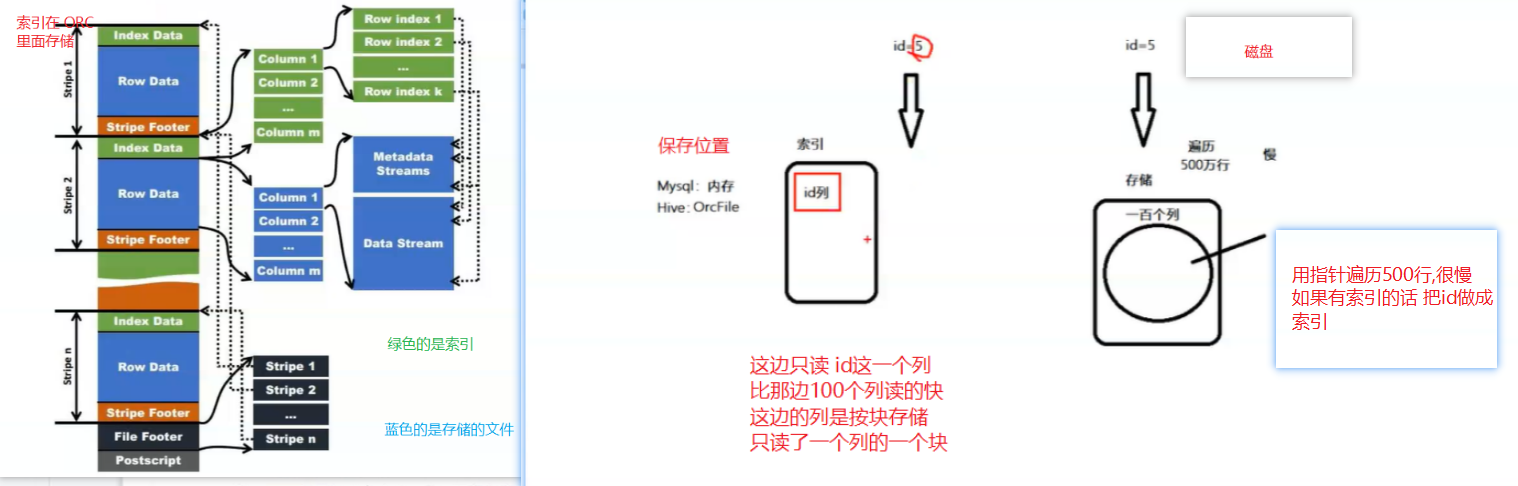 索引在 ORC
里面存储
Stripe 1
Index Data
Row Data
Stripe Footer
Stripe 2
Index Data
Row Data
Stripe Footer
Stripe n
Index Data
Row Data
Stripe Footer
File Footer
Postscript
Column 1
Column 2
...
Column m
Row index 1
Row index 2
...
Row index k
Column 1
Column 2
...
Column m
Metadata
Streams
Data Stream
绿色的是索引
Stripe 1
Stripe 2
...
Stripe n
蓝色的是存储的文件
id=5
保存位置
Mysql: 内存
Hive: OrcFile
索引
id列
这边只读 id这一个列
比那边100个列读的快
这边的列是按块存储
只读了一个列的一个块
id=5
磁盘
遍历
500万行
慢
存储
一百个列
用指针遍历500行,很慢
如果有索引的话 把id做成
索引